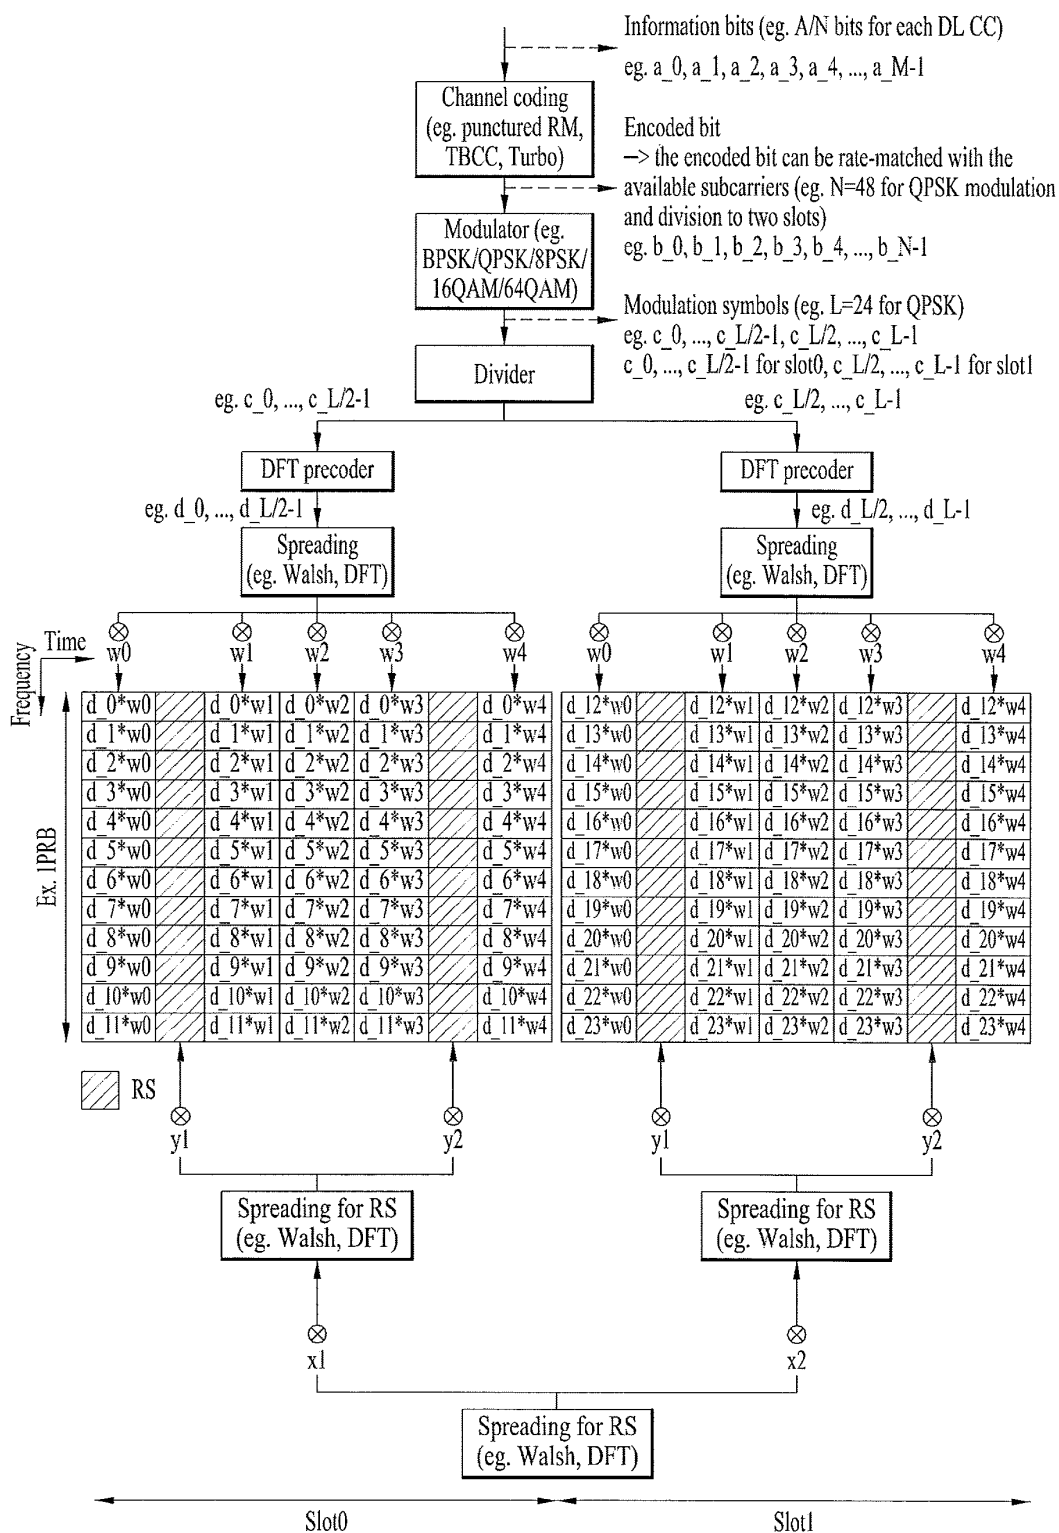 Information bits (eg. A/N bits for each DL CC)
eg. a_0, a_1, a_2, a_3, a_4, ..., a_M-1
Channel coding
(eg. punctured RM,
TBCC, Turbo)
Encoded bit
–> the encoded bit can be rate-matched with the
available subcarriers (eg. N=48 for QPSK modulation
and division to two slots)
eg. b_0, b_1, b_2, b_3, b_4, ..., b_N-1
Modulator (eg.
BPSK/QPSK/8PSK/
16QAM/64QAM)
Modulation symbols (eg. L=24 for QPSK)
eg. c_0, ..., c_L/2-1, c_L/2, ..., c_L-1
c_0, ..., c_L/2-1 for slot0, c_L/2, ..., c_L-1 for slot1
Divider
eg. c_0, ..., c_L/2-1 eg. c_L/2, ..., c_L-1
DFT precoder DFT precoder
eg. d_0, ..., d_L/2-1 eg. d_L/2, ..., d_L-1
Spreading Spreading
(eg. Walsh, DFT) (eg. Walsh, DFT)
Time
Frequency
w0 w1 w2 w3 w4 w0 w1 w2 w3 w4
d_0*w0 d_0*w1 d_0*w2 d_0*w3 d_0*w4 d_12*w0 d_12*w1 d_12*w2 d_12*w3 d_12*w4
d_1*w0 d_1*w1 d_1*w2 d_1*w3 d_1*w4 d_13*w0 d_13*w1 d_13*w2 d_13*w3 d_13*w4
d_2*w0 d_2*w1 d_2*w2 d_2*w3 d_2*w4 d_14*w0 d_14*w1 d_14*w2 d_14*w3 d_14*w4
d_3*w0 d_3*w1 d_3*w2 d_3*w3 d_3*w4 d_15*w0 d_15*w1 d_15*w2 d_15*w3 d_15*w4
d_4*w0 d_4*w1 d_4*w2 d_4*w3 d_4*w4 d_16*w0 d_16*w1 d_16*w2 d_16*w3 d_16*w4
d_5*w0 d_5*w1 d_5*w2 d_5*w3 d_5*w4 d_17*w0 d_17*w1 d_17*w2 d_17*w3 d_17*w4
d_6*w0 d_6*w1 d_6*w2 d_6*w3 d_6*w4 d_18*w0 d_18*w1 d_18*w2 d_18*w3 d_18*w4
d_7*w0 d_7*w1 d_7*w2 d_7*w3 d_7*w4 d_19*w0 d_19*w1 d_19*w2 d_19*w3 d_19*w4
d_8*w0 d_8*w1 d_8*w2 d_8*w3 d_8*w4 d_20*w0 d_20*w1 d_20*w2 d_20*w3 d_20*w4
d_9*w0 d_9*w1 d_9*w2 d_9*w3 d_9*w4 d_21*w0 d_21*w1 d_21*w2 d_21*w3 d_21*w4
d_10*w0 d_10*w1 d_10*w2 d_10*w3 d_10*w4 d_22*w0 d_22*w1 d_22*w2 d_22*w3 d_22*w4
d_11*w0 d_11*w1 d_11*w2 d_11*w3 d_11*w4 d_23*w0 d_23*w1 d_23*w2 d_23*w3 d_23*w4
Ex. 1PRB
RS
y1 y2 y1 y2
Spreading for RS Spreading for RS
(eg. Walsh, DFT) (eg. Walsh, DFT)
x1 x2
Spreading for RS
(eg. Walsh, DFT)
Slot0 Slot1